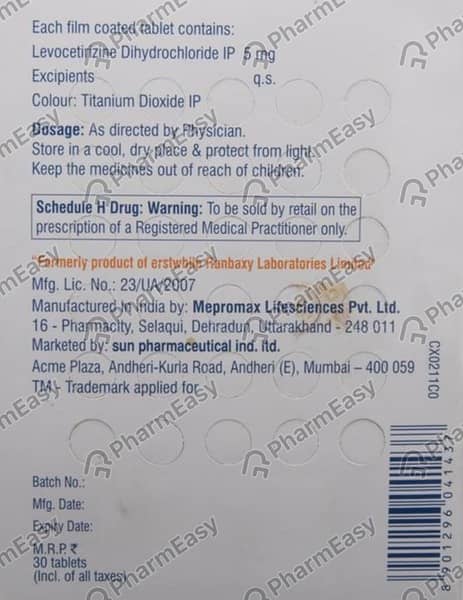 Each film coated tablet contains:
Levocetirizine Dihydrochloride IP 5 mg
Excipients q.s.
Colour: Titanium Dioxide IP
Dosage: As directed by Physician.
Store in a cool, dry place & protect from light.
Keep the medicines out of reach of children.
Schedule H Drug: Warning: To be sold by retail on the
prescription of a Registered Medical Practitioner only.
"Formerly product of erstwhile Ranbaxy Laboratories Limited"
Mfg. Lic. No.: 23/UA/2007
Manufactured in India by: Mepromax Lifesciences Pvt. Ltd.
16 - Pharmacity, Selaqui, Dehradun, Uttarakhand - 248 011
Marketed by: sun pharmaceutical ind. ltd.
Acme Plaza, Andheri-Kurla Road, Andheri (E), Mumbai – 400 059
TM - Trademark applied for
CX0211C0
Batch No.:
Mfg. Date:
Expiry Date:
M.R.P. ₹
30 tablets
(Incl. of all taxes)
8 901296 041437
PharmEasy